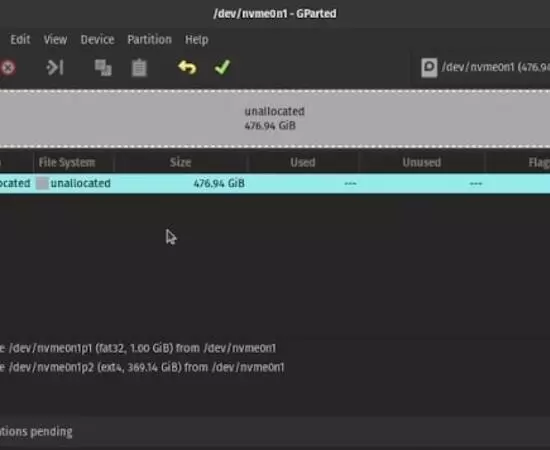 /dev/nvme0n1 - GParted
Edit View Device Partition Help
/dev/nvme0n1 (476.94
unallocated
476.94 GiB
File System Size Used Unused Flag
ocated unallocated 476.94 GiB --- ---
e /dev/nvme0n1p1 (fat32, 1.00 GiB) from /dev/nvme0n1
e /dev/nvme0n1p2 (ext4, 369.14 GiB) from /dev/nvme0n1
ations pending